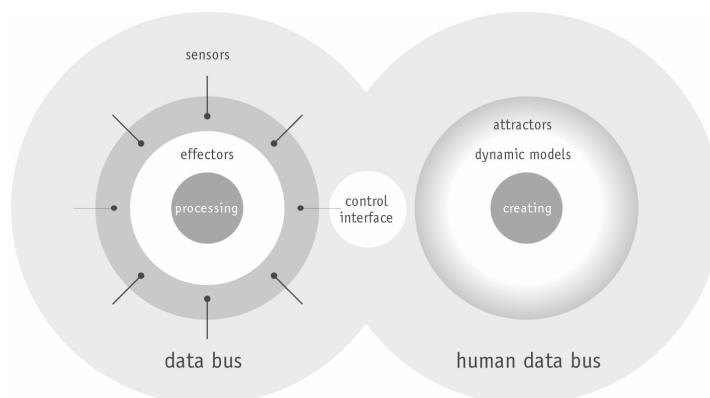 sensors
effectors
processing
control
interface
attractors
dynamic models
creating
data bus
human data bus